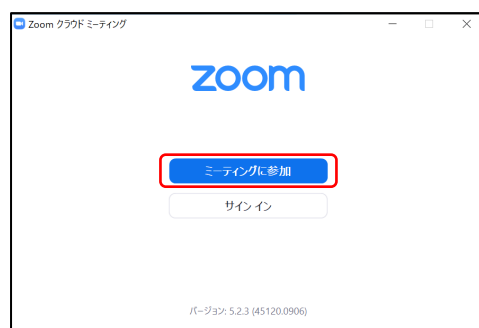 Zoom クラウド ミーティング
zoom
ミーティングに参加
サイン イン
バージョン: 5.2.3 (45120.0906)